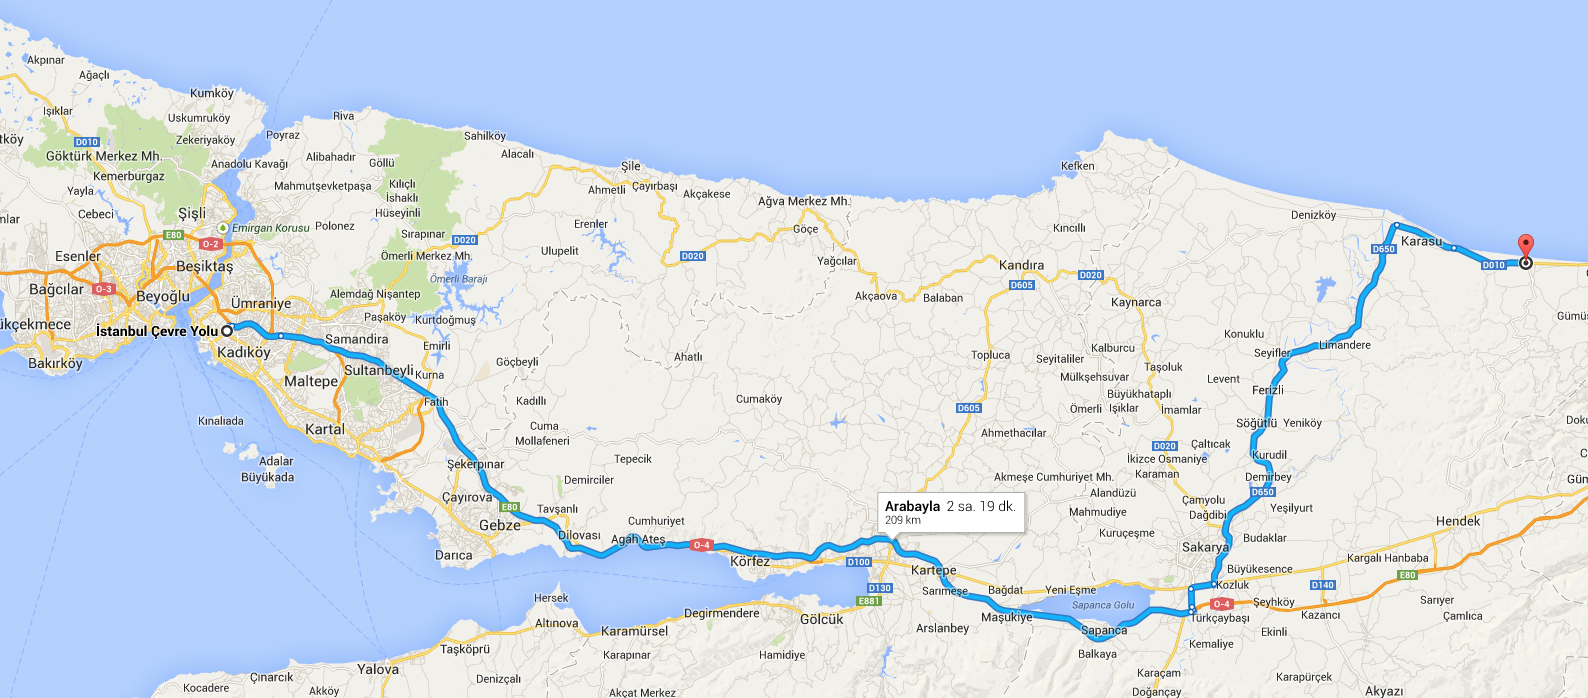 Akpınar
Ağaçlı
Kumköy
Işıklar
Uskumruköy
Riva
Poyraz
Sahilköy
tköy
D010
Zekeriyaköy
Göktürk Merkez Mh.
Anadolu Kavağı
Alibahadır
Göllü
Alacalı
Şile
Kefken
Kemerburgaz
Yayla
Mahmutşevketpaşa
Kılıçlı
İshaklı
Hüseyinli
Ahmetli
Çayırbaşı
Akçakese
Ağva Merkez Mh.
Cebeci
Şişli
mlar
Emirgan Korusu
Polonez
Erenler
Göçe
Kıncıllı
Denizköy
E80
O-2
Sırapınar
D020
Ulupelit
D020
Yağcılar
D650
Karasu
Esenler
Beşiktaş
Ömerli Merkez Mh.
Ömerli Barajı
Kandıra
D020
D605
D010
Bağcılar
O-3
Beyoğlu
Ümraniye
Alemdağ Nişantep
Akçaova
Balaban
Kaynarca
Paşaköy
Kurtdoğmuş
Gümüş
ükçekmece
İstanbul Çevre Yolu
Samandıra
Emirli
Konuklu
Limandere
Bakırköy
Kadıköy
Göçbeyli
Ahatlı
Topluca
Seyitaliler
Kalburcu
Seyifler
Sultanbeyli
Kurna
Maltepe
Mülkşehsuvar
Taşoluk
Levent
Ferizli
Fatih
Kadıllı
Cumaköy
D605
Ömerli
Büyükhataplı
Işıklar
İmamlar
Kınalıada
Kartal
Cuma
Mollafeneri
Ahmethacılar
Söğütlü
Yeniköy
Doku
Çaltıcak
D020
İkizce Osmaniye
Kurudil
Adalar
Büyükada
Şekerpınar
Tepecik
Karaman
Demirciler
Akmeşe Cumhuriyet Mh.
Demirbey
D650
Çayırova
E80
Tavşanlı
Arabayla 2 sa. 19 dk.
209 km
Alandüzü
Çamyolu
Mahmudiye
Dağdibi
Yeşilyurt
Gebze
Cumhuriyet
Hendek
Dilovası
Agah Ateş
Kuruçeşme
Budaklar
Darıca
O-4
Sakarya
Körfez
D100
Kargalı Hanbaba
Kartepe
Büyükesence
E80
Kozluk
D140
D130
Sarımeşe
Bağdat
Yeni Eşme
Hersek
E881
Sapanca Golu
O-4
Şeyhköy
Sarıyer
Altınova
Degirmendere
Gölcük
Maşukiye
Türkçaybaşı
Kazancı
Çamlıca
Karamürsel
Arslanbey
Sapanca
Ekinli
Taşköprü
Kemaliye
Karapınar
Hamidiye
Balkaya
Yalova
Çınarcık
Denizçalı
Karaçam
Karapürçek
Kocadere
Akköy
Akçat Merkez
Doğançay
Akyazı